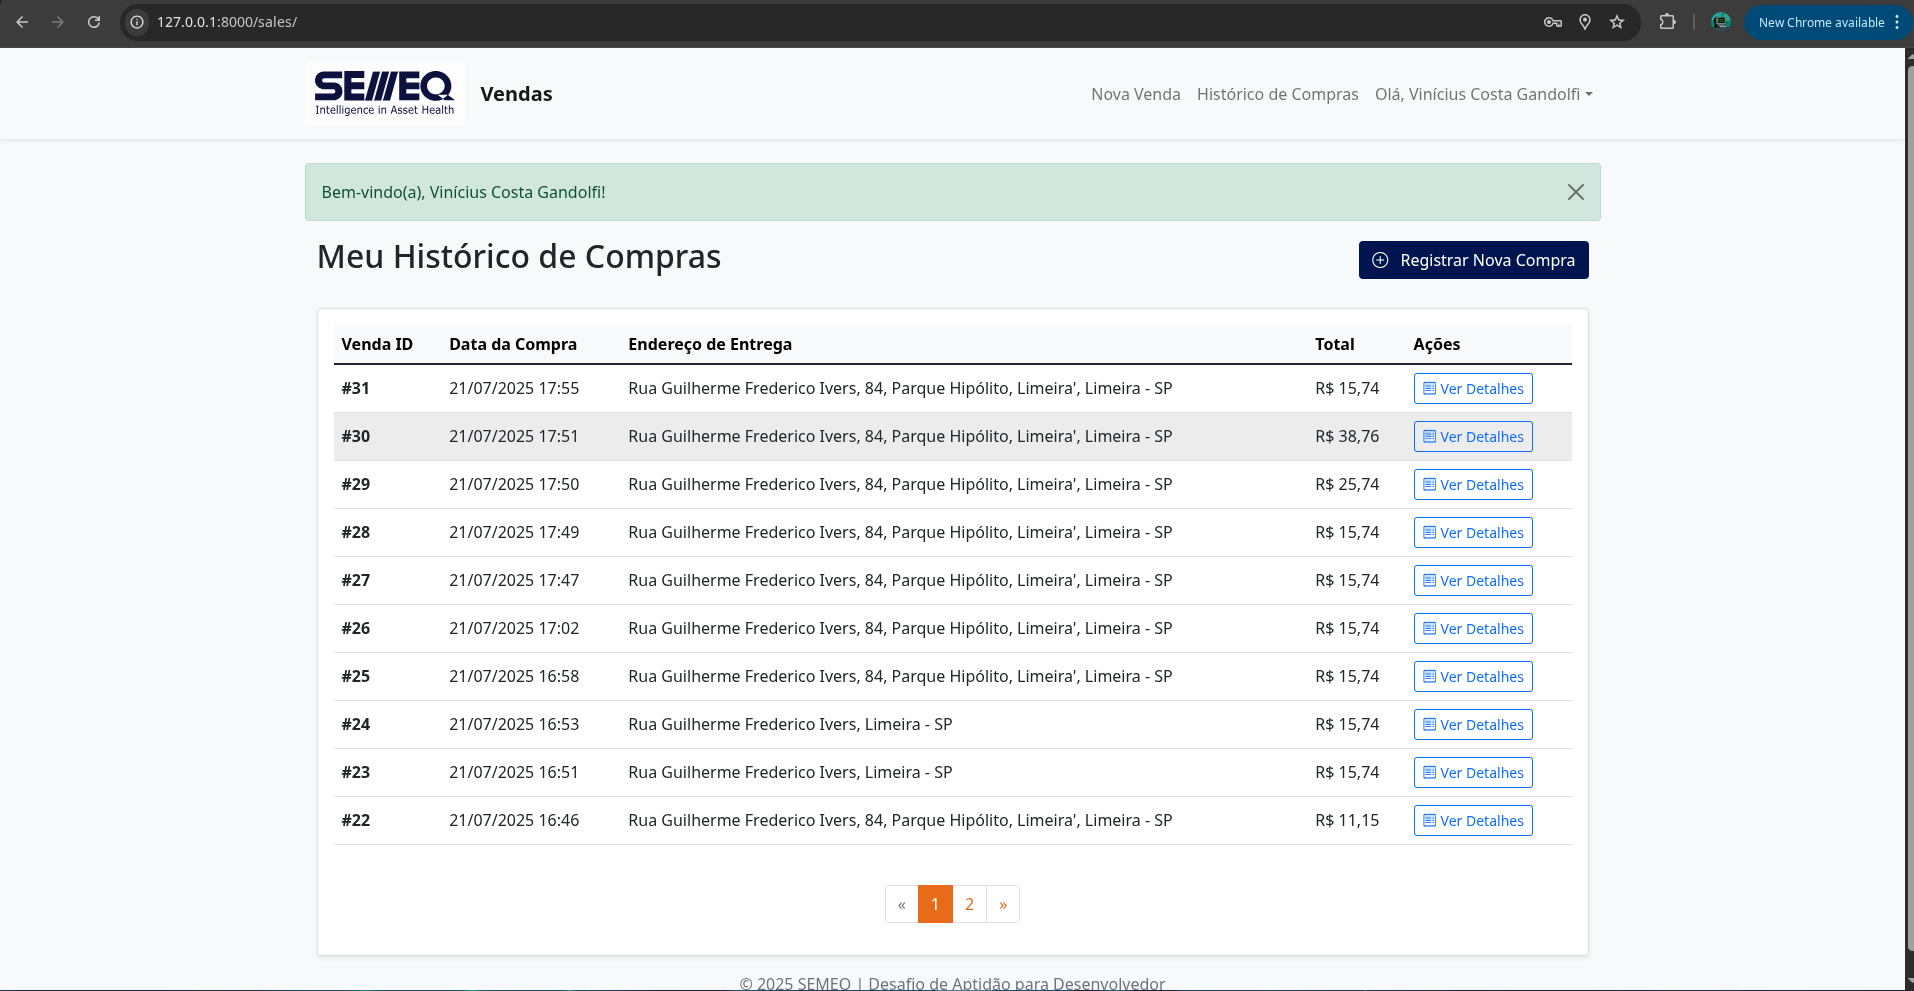 127.0.0.1:8000/sales/
New Chrome available
SEMEQ
Intelligence in Asset Health
Vendas
Nova Venda
Histórico de Compras
Olá, Vinícius Costa Gandolfi
Bem-vindo(a), Vinícius Costa Gandolfi!
Meu Histórico de Compras
Registrar Nova Compra
Venda ID Data da Compra Endereço de Entrega Total Ações
#31 21/07/2025 17:55 Rua Guilherme Frederico Ivers, 84, Parque Hipólito, Limeira', Limeira - SP R$ 15,74 Ver Detalhes
#30 21/07/2025 17:51 Rua Guilherme Frederico Ivers, 84, Parque Hipólito, Limeira', Limeira - SP R$ 38,76 Ver Detalhes
#29 21/07/2025 17:50 Rua Guilherme Frederico Ivers, 84, Parque Hipólito, Limeira', Limeira - SP R$ 25,74 Ver Detalhes
#28 21/07/2025 17:49 Rua Guilherme Frederico Ivers, 84, Parque Hipólito, Limeira', Limeira - SP R$ 15,74 Ver Detalhes
#27 21/07/2025 17:47 Rua Guilherme Frederico Ivers, 84, Parque Hipólito, Limeira', Limeira - SP R$ 15,74 Ver Detalhes
#26 21/07/2025 17:02 Rua Guilherme Frederico Ivers, 84, Parque Hipólito, Limeira', Limeira - SP R$ 15,74 Ver Detalhes
#25 21/07/2025 16:58 Rua Guilherme Frederico Ivers, 84, Parque Hipólito, Limeira', Limeira - SP R$ 15,74 Ver Detalhes
#24 21/07/2025 16:53 Rua Guilherme Frederico Ivers, Limeira - SP R$ 15,74 Ver Detalhes
#23 21/07/2025 16:51 Rua Guilherme Frederico Ivers, Limeira - SP R$ 15,74 Ver Detalhes
#22 21/07/2025 16:46 Rua Guilherme Frederico Ivers, 84, Parque Hipólito, Limeira', Limeira - SP R$ 11,15 Ver Detalhes
« 1 2 »
© 2025 SEMEQ | Desafio de Aptidão para Desenvolvedor